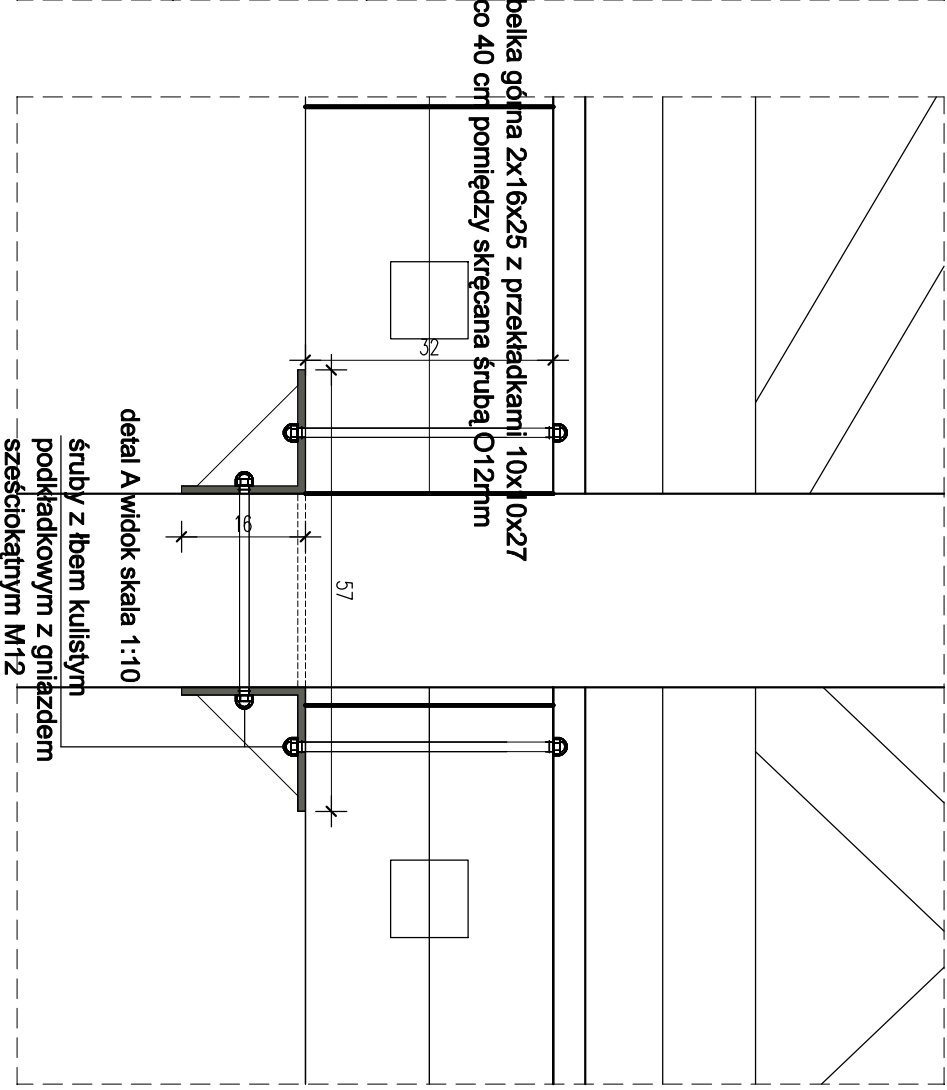 belka górna 2x16x25 z przekładkami 10x10x27
co 40 cm pomiędzy skręcana śrubą O12mm
32
16
57
detal A widok skala 1:10
śruby z łbem kulistym
podkładkowym z gniazdem
sześciokątnym M12